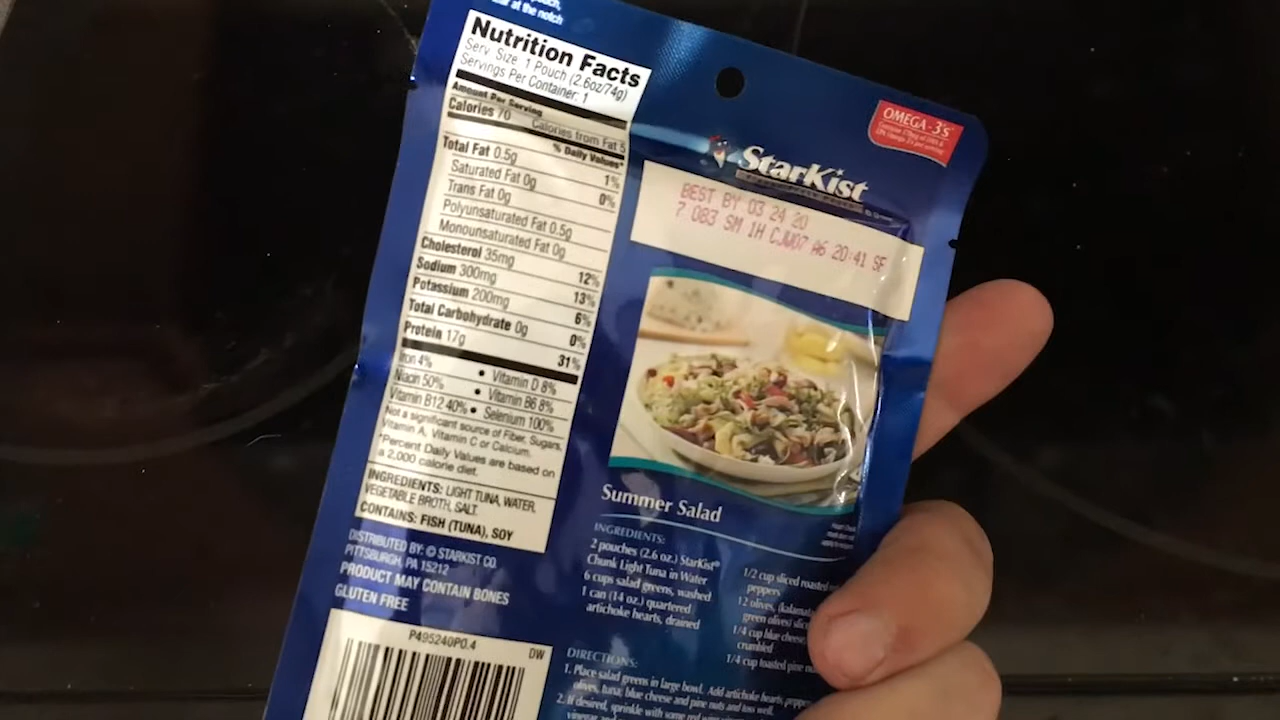 at the notch
Nutrition Facts
Serv Size 1 Pouch (2.6oz/74g)
Servings Per Container: 1
Amount Per Serving
Calories 70 Calories from Fat 5
% Daily Values*
Total Fat 0.5g 1%
Saturated Fat 0g 0%
Trans Fat 0g
Polyunsaturated Fat 0.5g
Monounsaturated Fat 0g
Cholesterol 35mg 12%
Sodium 300mg 13%
Potassium 200mg 6%
Total Carbohydrate 0g 0%
Protein 17g 31%
Iron 4% • Vitamin D 8%
Niacin 50% • Vitamin B6 8%
Vitamin B12 40% • Selenium 100%
Not a significant source of Fiber, Sugars,
Vitamin A, Vitamin C or Calcium.
*Percent Daily Values are based on
a 2,000 calorie diet.
INGREDIENTS: LIGHT TUNA, WATER,
VEGETABLE BROTH, SALT.
CONTAINS: FISH (TUNA), SOY
DISTRIBUTED BY: © STARKIST CO.
PITTSBURGH, PA 15212
PRODUCT MAY CONTAIN BONES
GLUTEN FREE
P495240P0.4 DW
OMEGA-3's
StarKist
BEST BY 03 24 20
7 083 SM 1H CJW07 A6 20:41 SF
Summer Salad
INGREDIENTS:
2 pouches (2.6 oz.) StarKist®
Chunk Light Tuna in Water
6 cups salad greens, washed
1 can (14 oz.) quartered
artichoke hearts, drained
1/2 cup sliced roasted
peppers
12 olives, (kalamat
green olives) slice
1/4 cup blue cheese
crumbled
1/4 cup toasted pine
DIRECTIONS:
1. Place salad greens in large bowl. Add artichoke hearts, peppe
olives, tuna, blue cheese and pine nuts and toss well.
2. If desired, sprinkle with some red